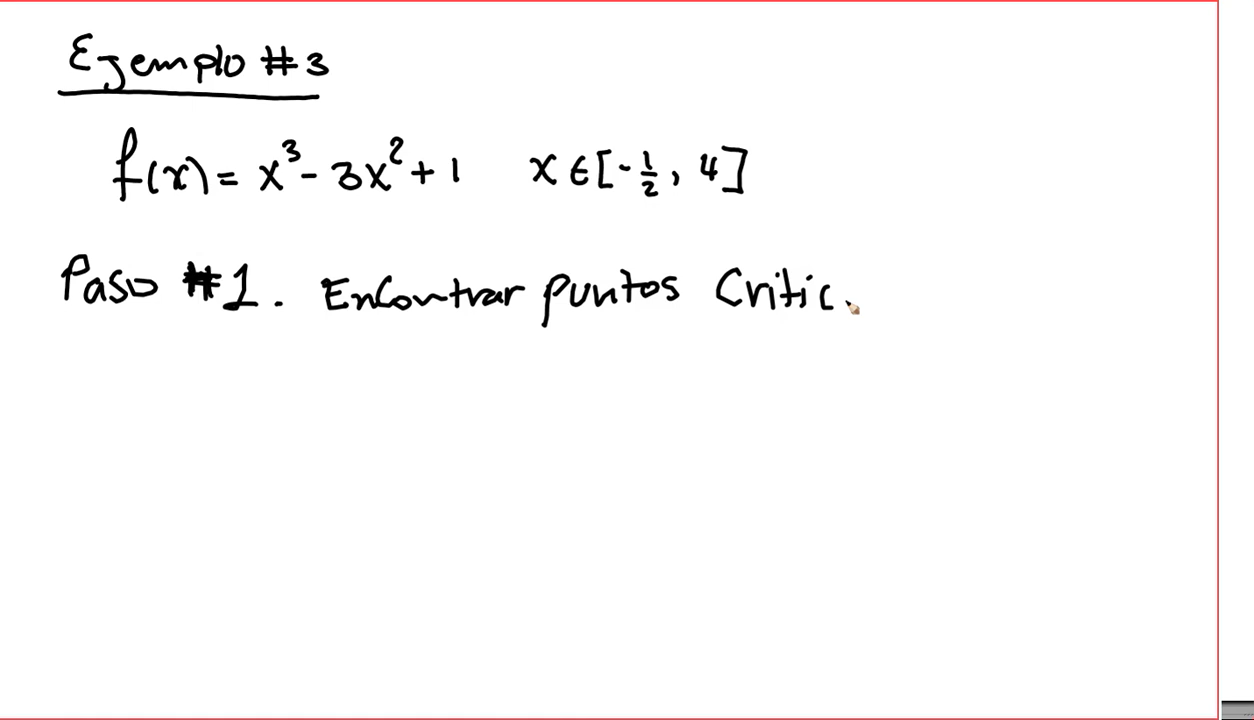 Ejemplo #3
f(x) = x³ - 3x² + 1 x ∈ [-1/2, 4]
Paso #1. Encontrar puntos Critic